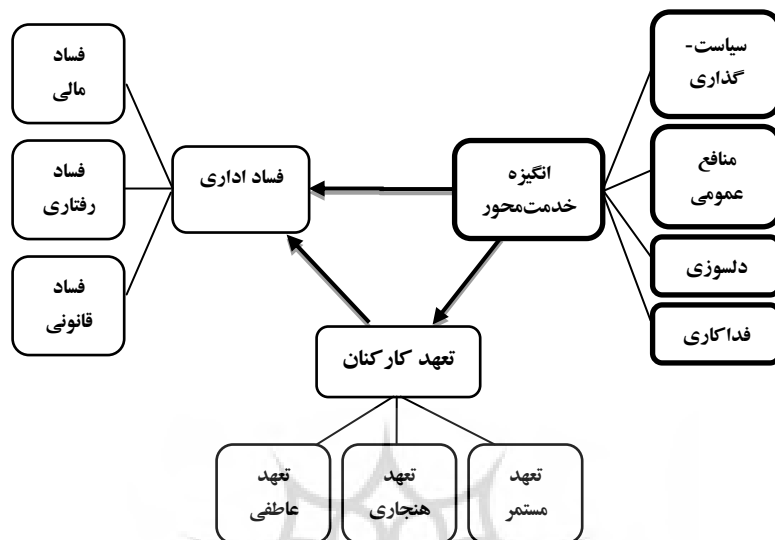 سیاست-
گذاری
منافع
عمومی
دلسوزی
فداکاری
انگیزه
خدمت‌محور
فساد اداری
فساد
مالی
فساد
رفتاری
فساد
قانونی
تعهد کارکنان
تعهد
مستمر
تعهد
هنجاری
تعهد
عاطفی